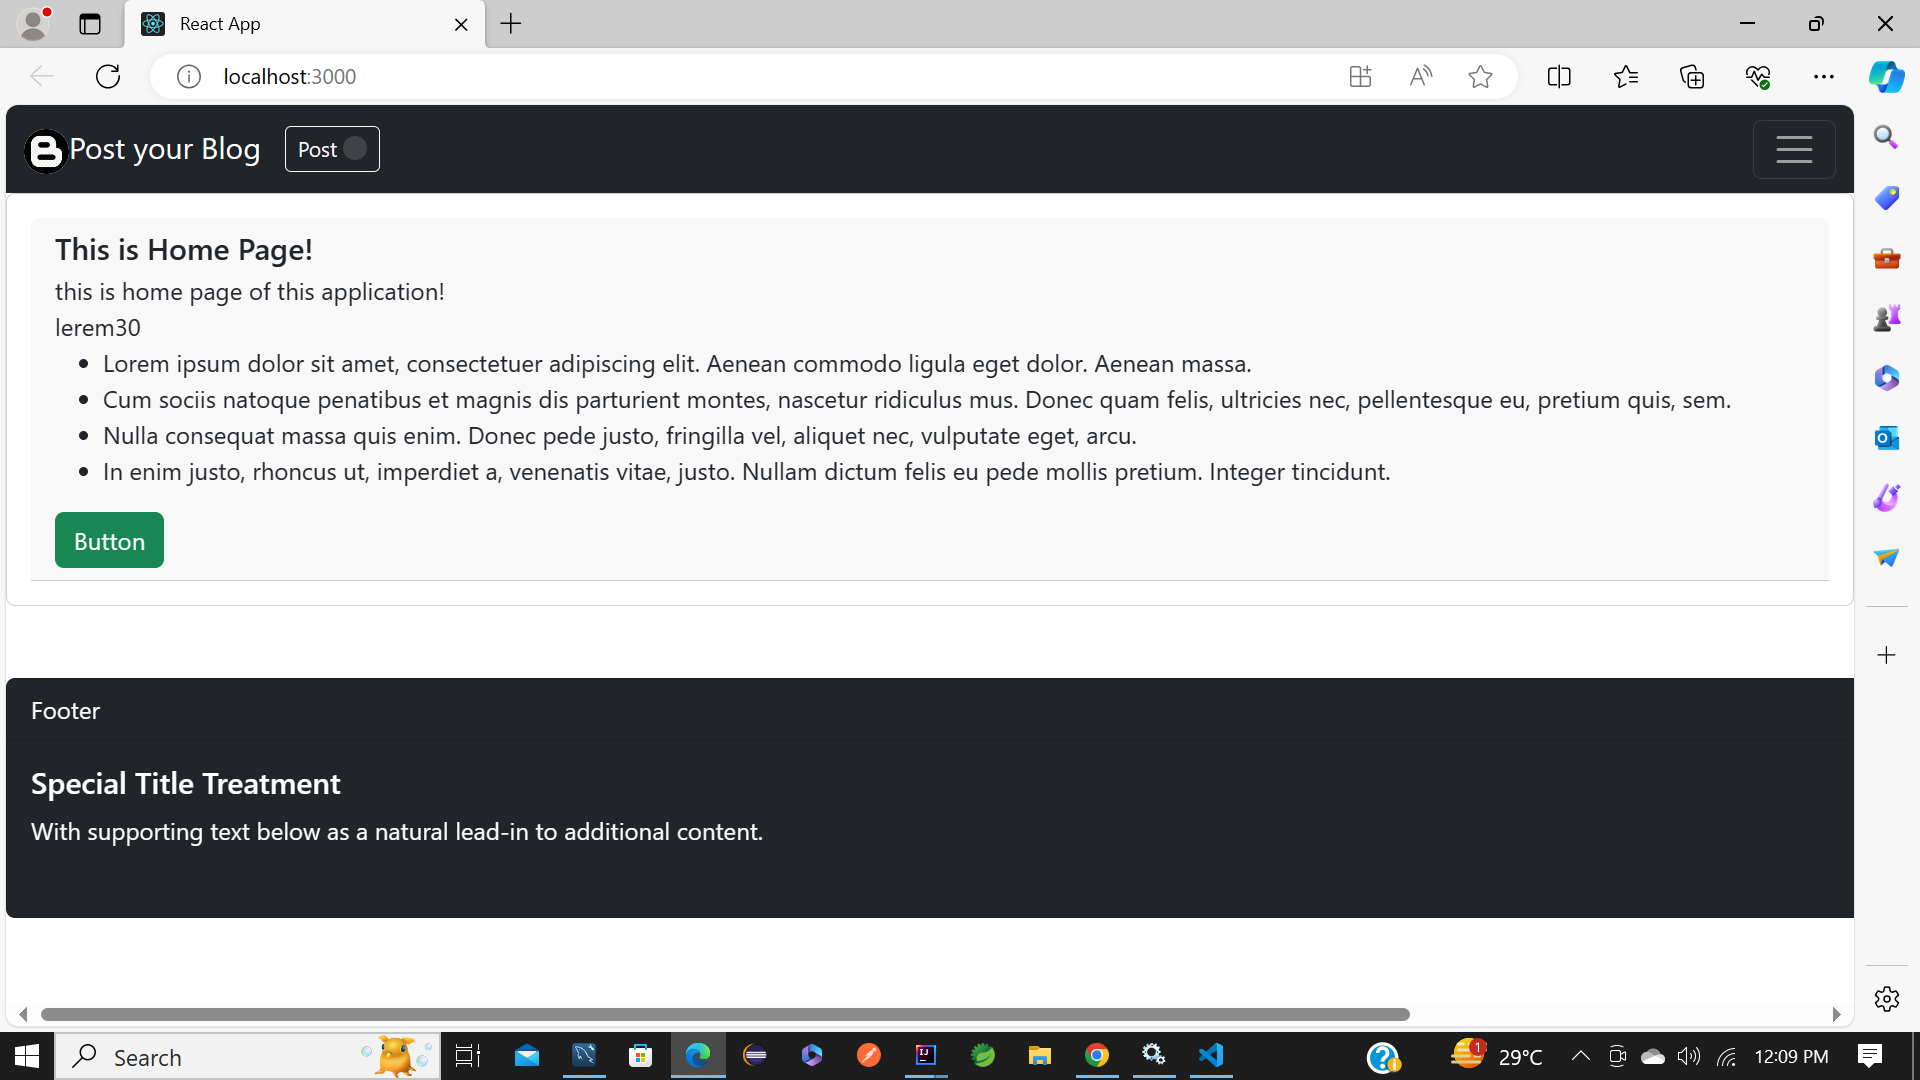 React App
localhost:3000
Post your Blog
Post
This is Home Page!
this is home page of this application!
lerem30
Lorem ipsum dolor sit amet, consectetuer adipiscing elit. Aenean commodo ligula eget dolor. Aenean massa.
Cum sociis natoque penatibus et magnis dis parturient montes, nascetur ridiculus mus. Donec quam felis, ultricies nec, pellentesque eu, pretium quis, sem.
Nulla consequat massa quis enim. Donec pede justo, fringilla vel, aliquet nec, vulputate eget, arcu.
In enim justo, rhoncus ut, imperdiet a, venenatis vitae, justo. Nullam dictum felis eu pede mollis pretium. Integer tincidunt.
Button
Footer
Special Title Treatment
With supporting text below as a natural lead-in to additional content.
Search
1
29°C
12:09 PM